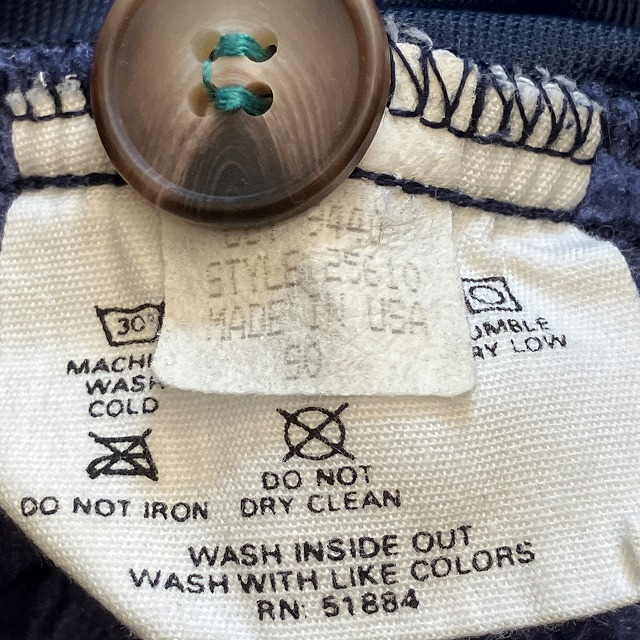 STYLE 25610
MADE IN USA
30°
MACHI
WASH
COLD
UMBLE
RY LOW
DO NOT IRON
DO NOT
DRY CLEAN
WASH INSIDE OUT
WASH WITH LIKE COLORS
RN: 51884